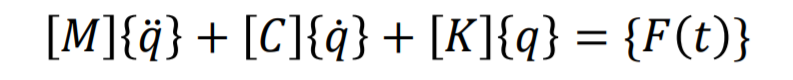 [M]{q̈} + [C]{q̇} + [K]{q} = {F(t)}